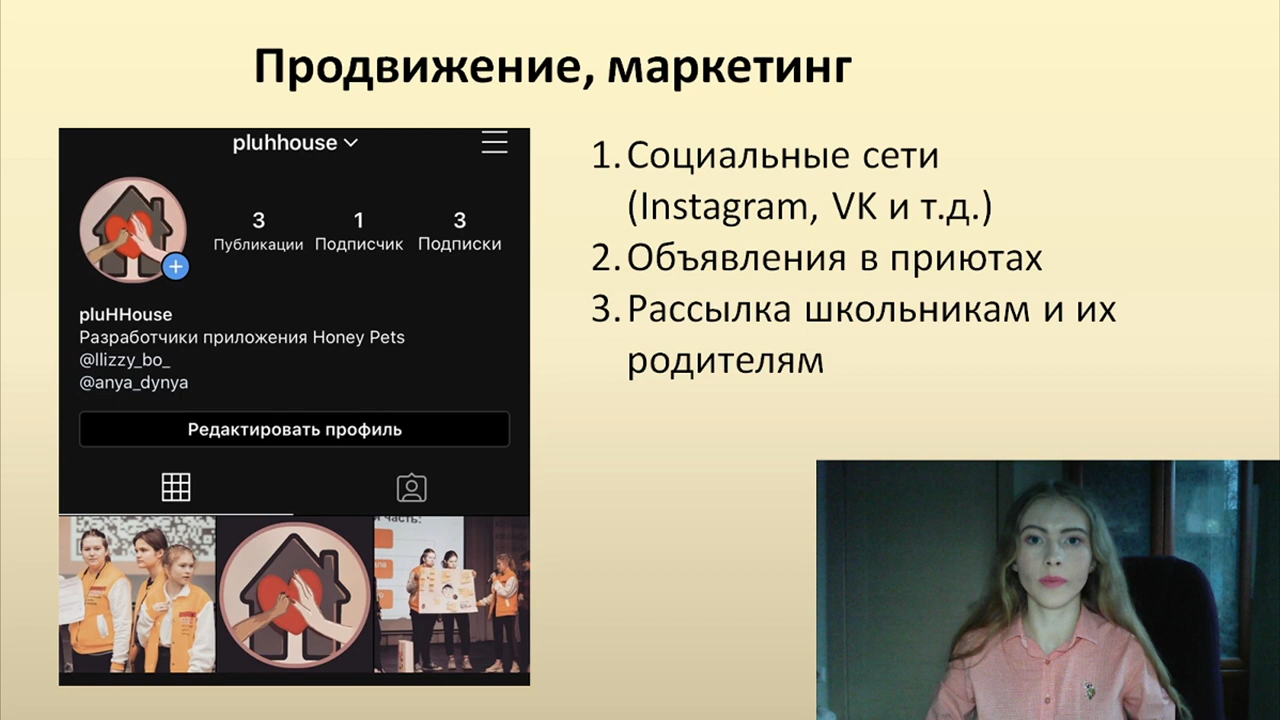 Продвижение, маркетинг
pluhhouse
3 1 3
Публикации Подписчик Подписки
pluHHouse
Разработчики приложения Honey Pets
@llizzy_bo_
@anya_dynya
Редактировать профиль
часть:
1. Социальные сети
(Instagram, VK и т.д.)
2. Объявления в приютах
3. Рассылка школьникам и их
родителям